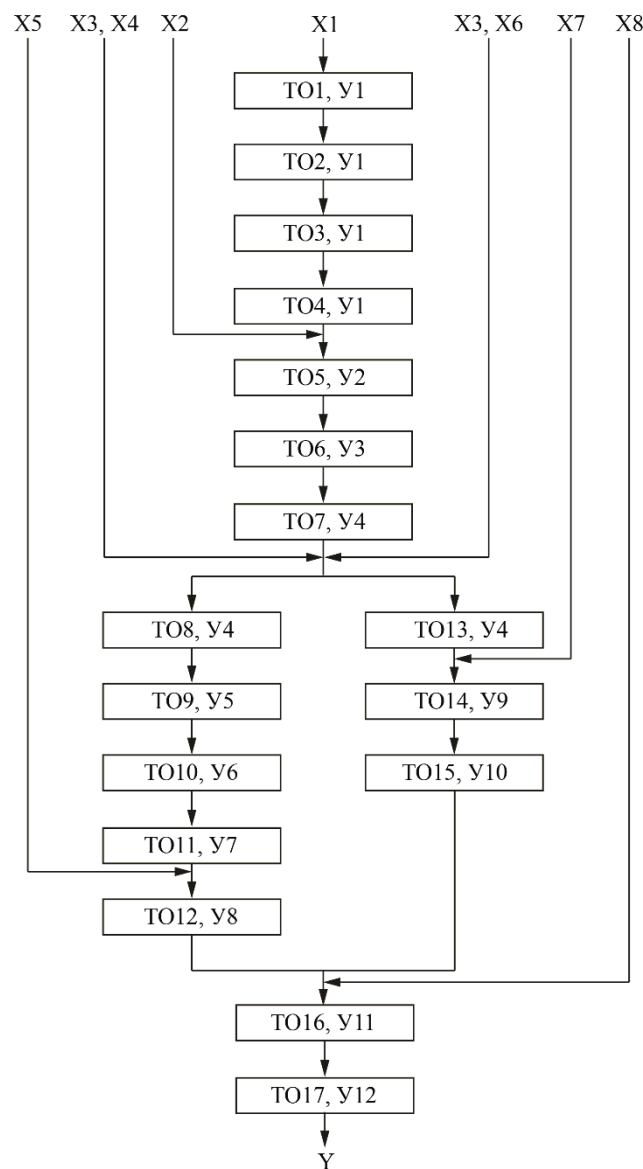 X5 X3, X4 X2 X1 X3, X6 X7 X8
ТО1, У1
ТО2, У1
ТО3, У1
ТО4, У1
ТО5, У2
ТО6, У3
ТО7, У4
ТО8, У4 ТО13, У4
ТО9, У5 ТО14, У9
ТО10, У6 ТО15, У10
ТО11, У7
ТО12, У8
ТО16, У11
ТО17, У12
Y